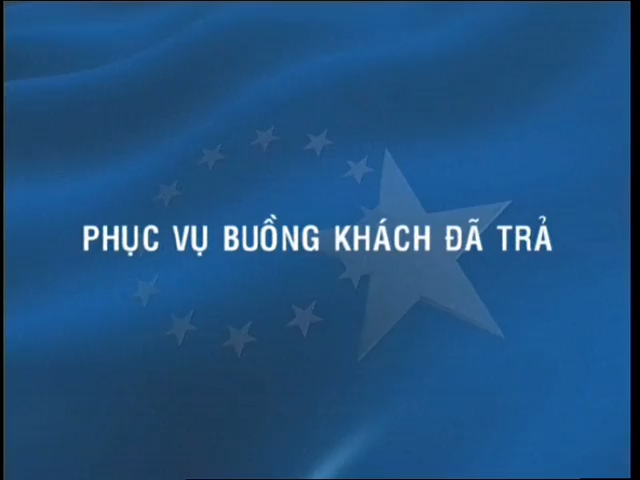 PHỤC VỤ BUỒNG KHÁCH ĐÃ TRẢ